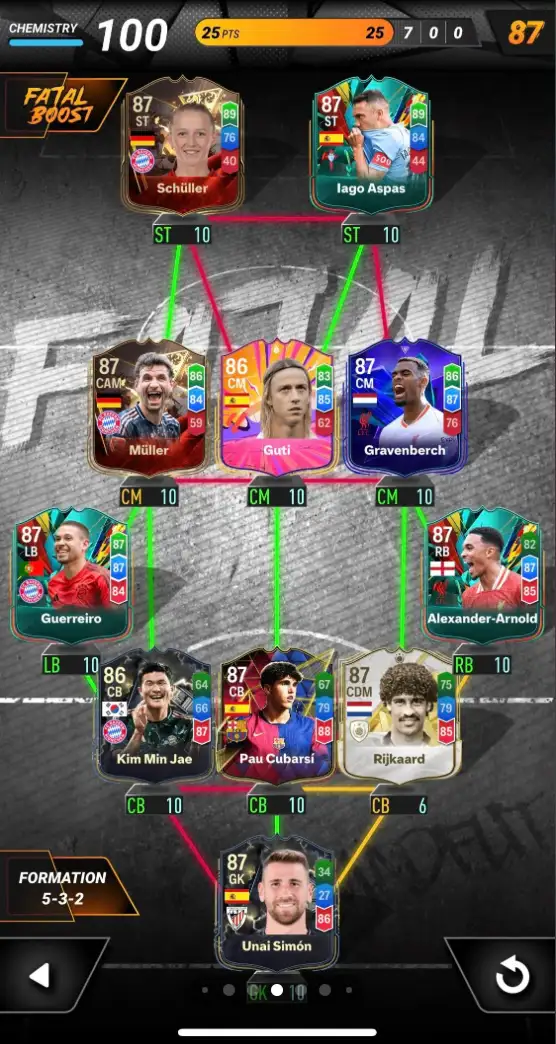 CHEMISTRY 100 25 PTS 25 7 0 0 87
FATAL
BOOST
87 ST 89 76 40
Schüller
87 ST 89 84 44
Iago Aspas
ST 10 ST 10
FATAL
87 CAM 86 84 59
Müller
86 CM 83 85 62
Guti
87 CM 86 87 76
Gravenberch
CM 10 CM 10 CM 10
87 LB 87 87 84
Guerreiro
87 RB 82 87 85
Alexander-Arnold
LB 10 RB 10
86 CB 64 66 87
Kim Min Jae
87 CB 67 79 88
Pau Cubarsí
87 CDM 75 79 85
Rijkaard
CB 10 CB 10 CB 6
MADFUT
87 GK 34 27 86
Unai Simón
FORMATION
5-3-2
GK 10